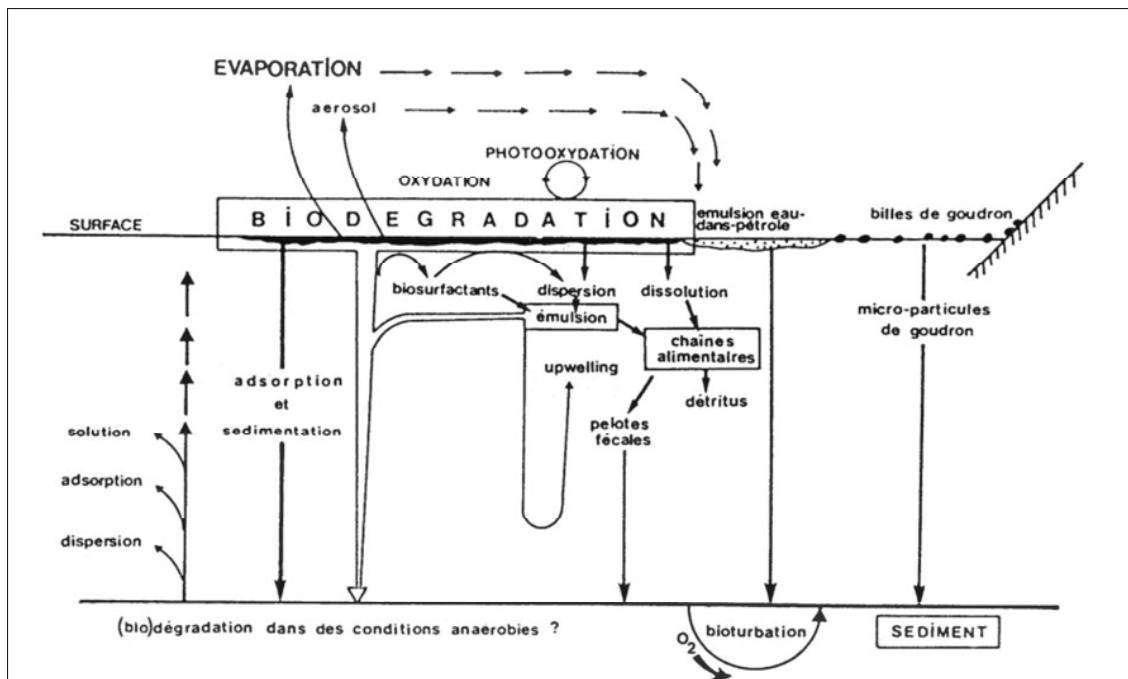 EVAPORATION
aerosol
PHOTOOXYDATION
OXYDATION
BIODEGRADATION
SURFACE
emulsion eau-
dans-pétrole
billes de goudron
biosurfactants
dispersion
dissolution
émulsion
chaînes
alimentaires
micro-particules
de goudron
upwelling
adsorption
et
sedimentation
détritus
pelotes
fécales
solution
adsorption
dispersion
(bio)dégradation dans des conditions anaérobies ?
O2
bioturbation
SEDIMENT